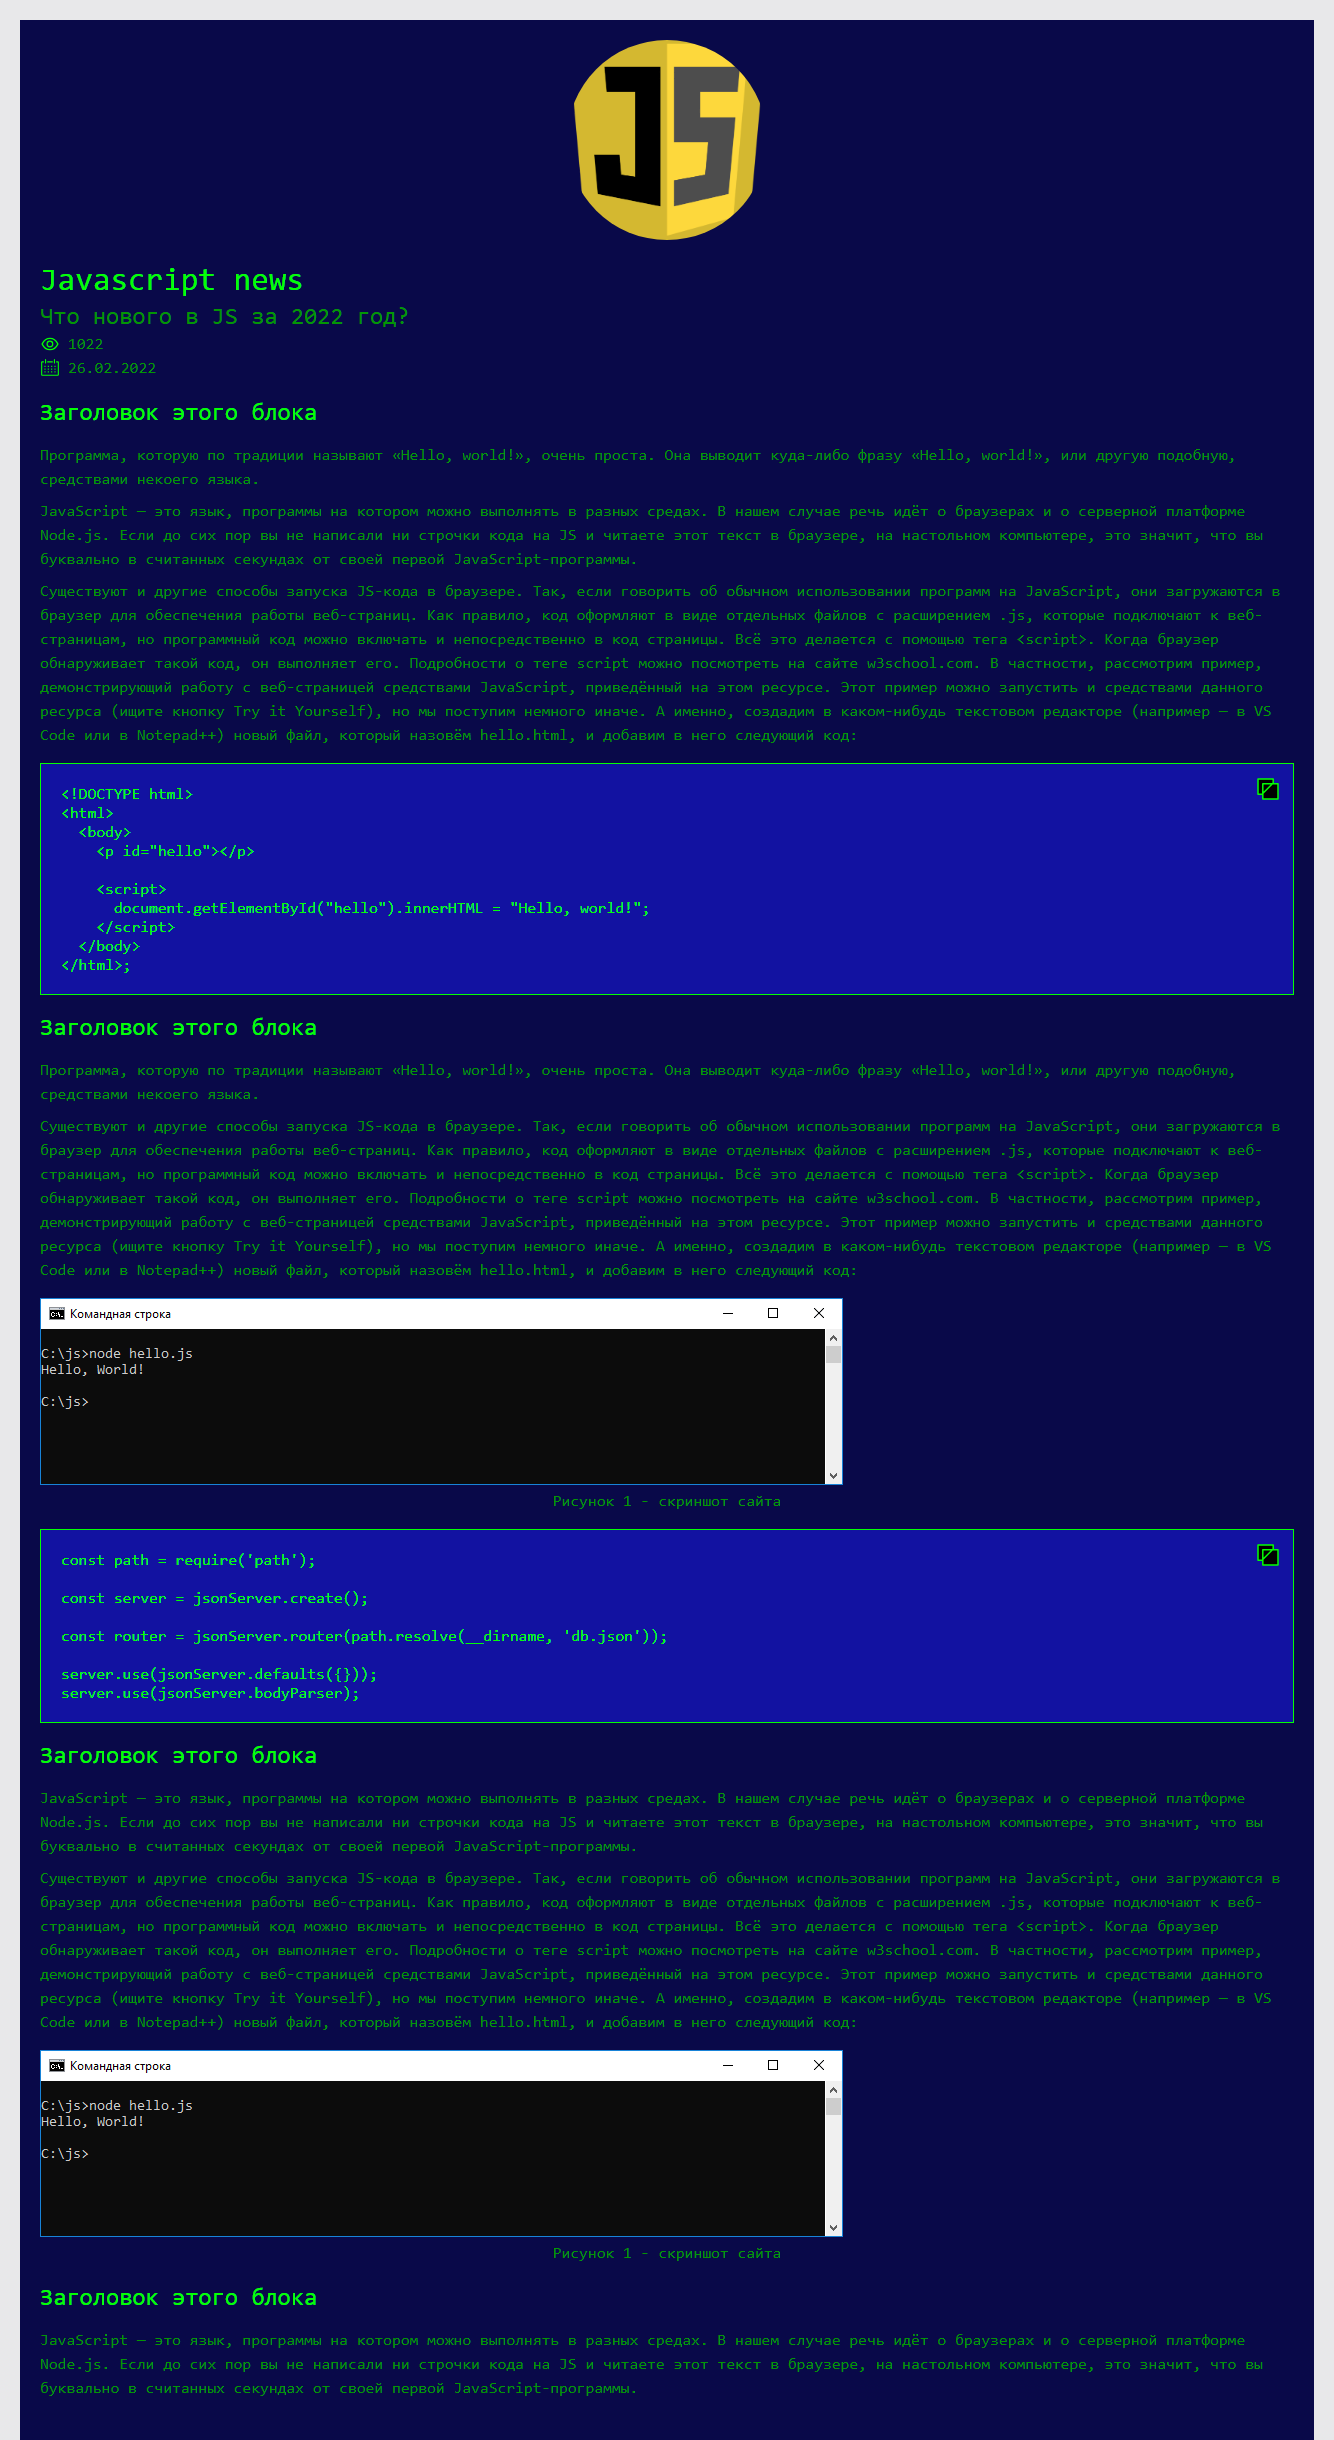 JS
Javascript news
Что нового в JS за 2022 год?
1022
26.02.2022
Заголовок этого блока
Программа, которую по традиции называют «Hello, world!», очень проста. Она выводит куда-либо фразу «Hello, world!», или другую подобную,
средствами некоего языка.
JavaScript — это язык, программы на котором можно выполнять в разных средах. В нашем случае речь идёт о браузерах и о серверной платформе
Node.js. Если до сих пор вы не написали ни строчки кода на JS и читаете этот текст в браузере, на настольном компьютере, это значит, что вы
буквально в считанных секундах от своей первой JavaScript-программы.
Существуют и другие способы запуска JS-кода в браузере. Так, если говорить об обычном использовании программ на JavaScript, они загружаются в
браузер для обеспечения работы веб-страниц. Как правило, код оформляют в виде отдельных файлов с расширением .js, которые подключают к веб-
страницам, но программный код можно включать и непосредственно в код страницы. Всё это делается с помощью тега <script>. Когда браузер
обнаруживает такой код, он выполняет его. Подробности о теге script можно посмотреть на сайте w3school.com. В частности, рассмотрим пример,
демонстрирующий работу с веб-страницей средствами JavaScript, приведённый на этом ресурсе. Этот пример можно запустить и средствами данного
ресурса (ищите кнопку Try it Yourself), но мы поступим немного иначе. А именно, создадим в каком-нибудь текстовом редакторе (например — в VS
Code или в Notepad++) новый файл, который назовём hello.html, и добавим в него следующий код:
<!DOCTYPE html>
<html>
  <body>
    <p id="hello"></p>
    <script>
      document.getElementById("hello").innerHTML = "Hello, world!";
    </script>
  </body>
</html>;
Заголовок этого блока
Программа, которую по традиции называют «Hello, world!», очень проста. Она выводит куда-либо фразу «Hello, world!», или другую подобную,
средствами некоего языка.
Существуют и другие способы запуска JS-кода в браузере. Так, если говорить об обычном использовании программ на JavaScript, они загружаются в
браузер для обеспечения работы веб-страниц. Как правило, код оформляют в виде отдельных файлов с расширением .js, которые подключают к веб-
страницам, но программный код можно включать и непосредственно в код страницы. Всё это делается с помощью тега <script>. Когда браузер
обнаруживает такой код, он выполняет его. Подробности о теге script можно посмотреть на сайте w3school.com. В частности, рассмотрим пример,
демонстрирующий работу с веб-страницей средствами JavaScript, приведённый на этом ресурсе. Этот пример можно запустить и средствами данного
ресурса (ищите кнопку Try it Yourself), но мы поступим немного иначе. А именно, создадим в каком-нибудь текстовом редакторе (например — в VS
Code или в Notepad++) новый файл, который назовём hello.html, и добавим в него следующий код:
Командная строка
C:\js>node hello.js
Hello, World!
C:\js>
Рисунок 1 - скриншот сайта
const path = require('path');
const server = jsonServer.create();
const router = jsonServer.router(path.resolve(__dirname, 'db.json'));
server.use(jsonServer.defaults({}));
server.use(jsonServer.bodyParser);
Заголовок этого блока
JavaScript — это язык, программы на котором можно выполнять в разных средах. В нашем случае речь идёт о браузерах и о серверной платформе
Node.js. Если до сих пор вы не написали ни строчки кода на JS и читаете этот текст в браузере, на настольном компьютере, это значит, что вы
буквально в считанных секундах от своей первой JavaScript-программы.
Существуют и другие способы запуска JS-кода в браузере. Так, если говорить об обычном использовании программ на JavaScript, они загружаются в
браузер для обеспечения работы веб-страниц. Как правило, код оформляют в виде отдельных файлов с расширением .js, которые подключают к веб-
страницам, но программный код можно включать и непосредственно в код страницы. Всё это делается с помощью тега <script>. Когда браузер
обнаруживает такой код, он выполняет его. Подробности о теге script можно посмотреть на сайте w3school.com. В частности, рассмотрим пример,
демонстрирующий работу с веб-страницей средствами JavaScript, приведённый на этом ресурсе. Этот пример можно запустить и средствами данного
ресурса (ищите кнопку Try it Yourself), но мы поступим немного иначе. А именно, создадим в каком-нибудь текстовом редакторе (например — в VS
Code или в Notepad++) новый файл, который назовём hello.html, и добавим в него следующий код:
Командная строка
C:\js>node hello.js
Hello, World!
C:\js>
Рисунок 1 - скриншот сайта
Заголовок этого блока
JavaScript — это язык, программы на котором можно выполнять в разных средах. В нашем случае речь идёт о браузерах и о серверной платформе
Node.js. Если до сих пор вы не написали ни строчки кода на JS и читаете этот текст в браузере, на настольном компьютере, это значит, что вы
буквально в считанных секундах от своей первой JavaScript-программы.